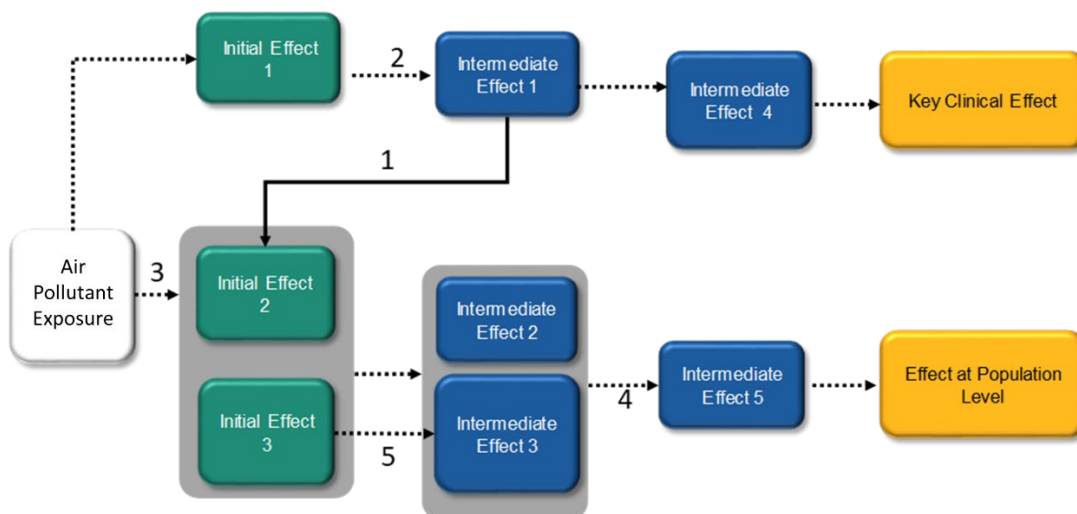 Initial Effect
1
2
Intermediate
Effect 1
Intermediate
Effect 4
Key Clinical Effect
1
Air
Pollutant
Exposure
3
Initial Effect
2
Intermediate
Effect 2
Initial Effect
3
5
Intermediate
Effect 3
4
Intermediate
Effect 5
Effect at Population
Level